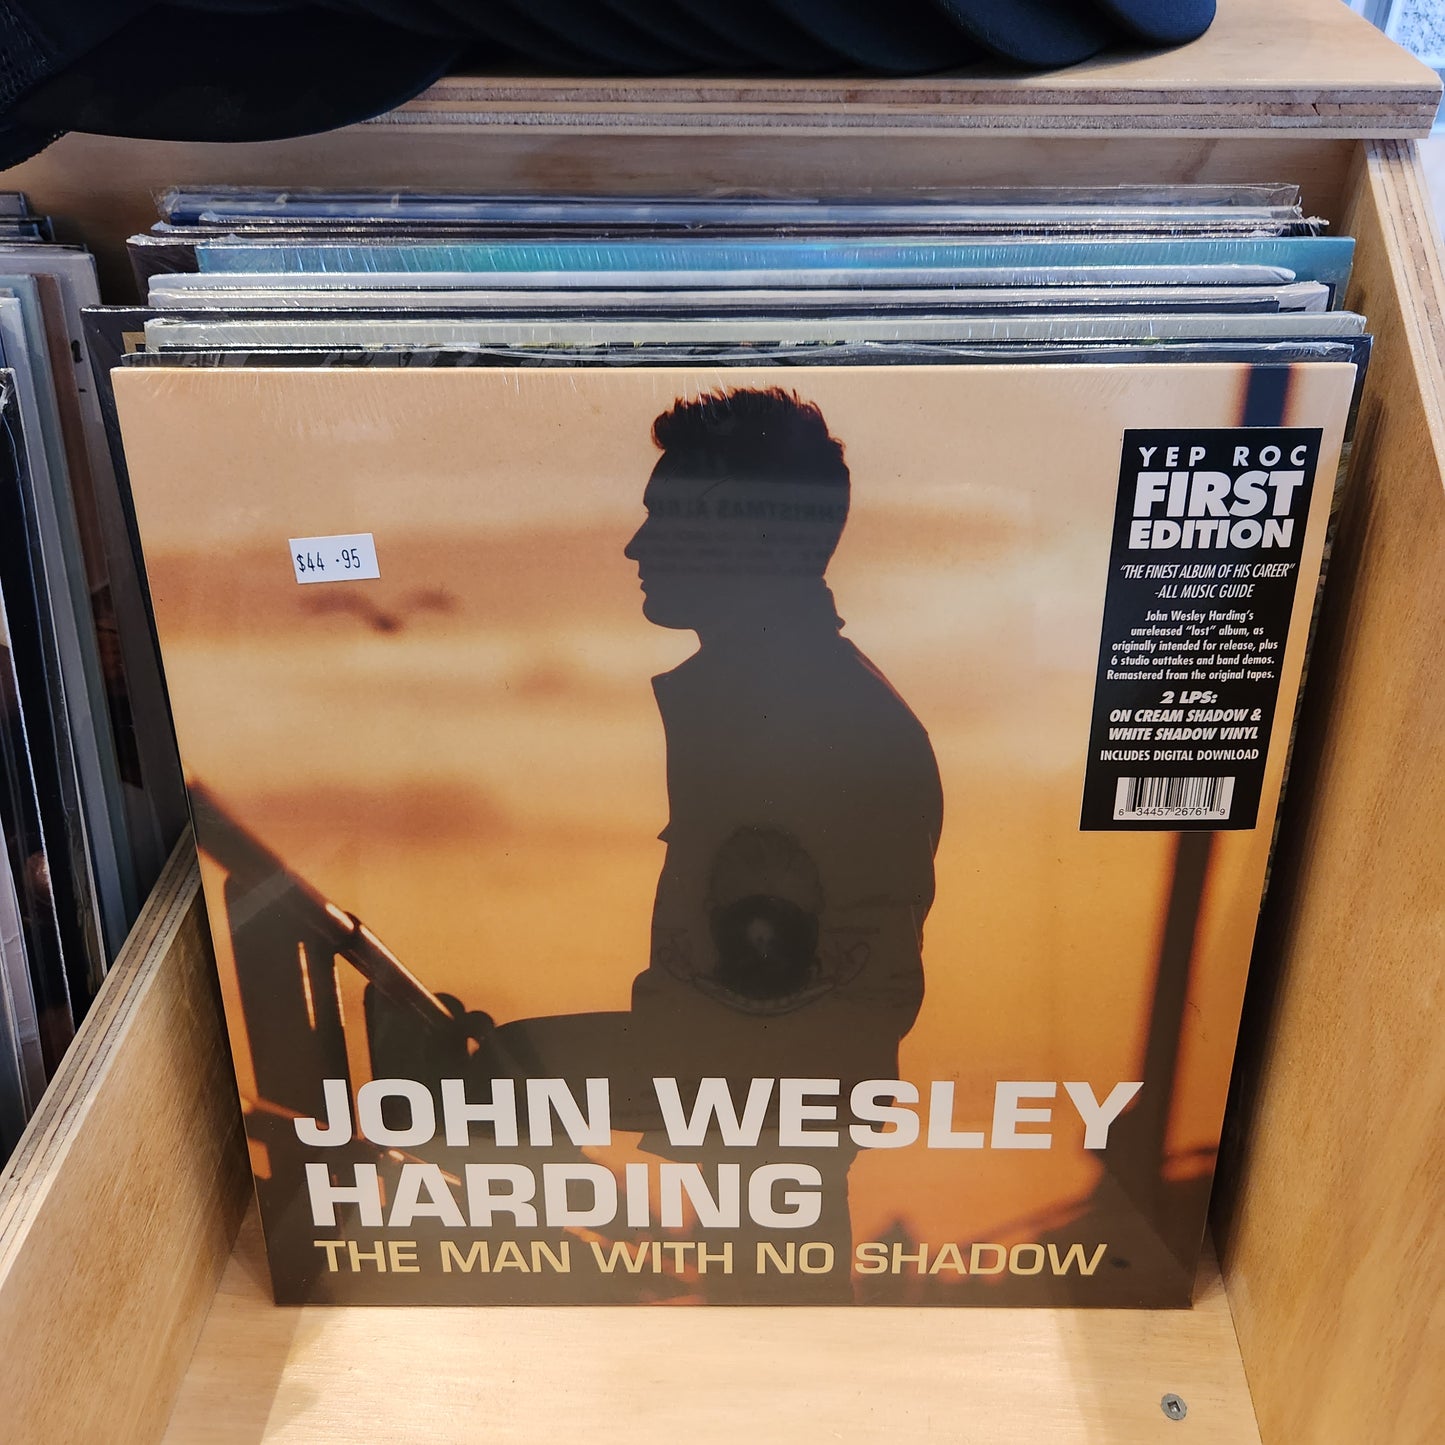 $44.95
YEP ROC
FIRST
EDITION
"THE FINEST ALBUM OF HIS CAREER"
-ALL MUSIC GUIDE
John Wesley Harding's
unreleased "lost" album, as
originally intended for release, plus
6 studio outtakes and band demos.
Remastered from the original tapes.
2 LPS:
ON CREAM SHADOW &
WHITE SHADOW VINYL
INCLUDES DIGITAL DOWNLOAD
6 34457 26761 9
JOHN WESLEY
HARDING
THE MAN WITH NO SHADOW